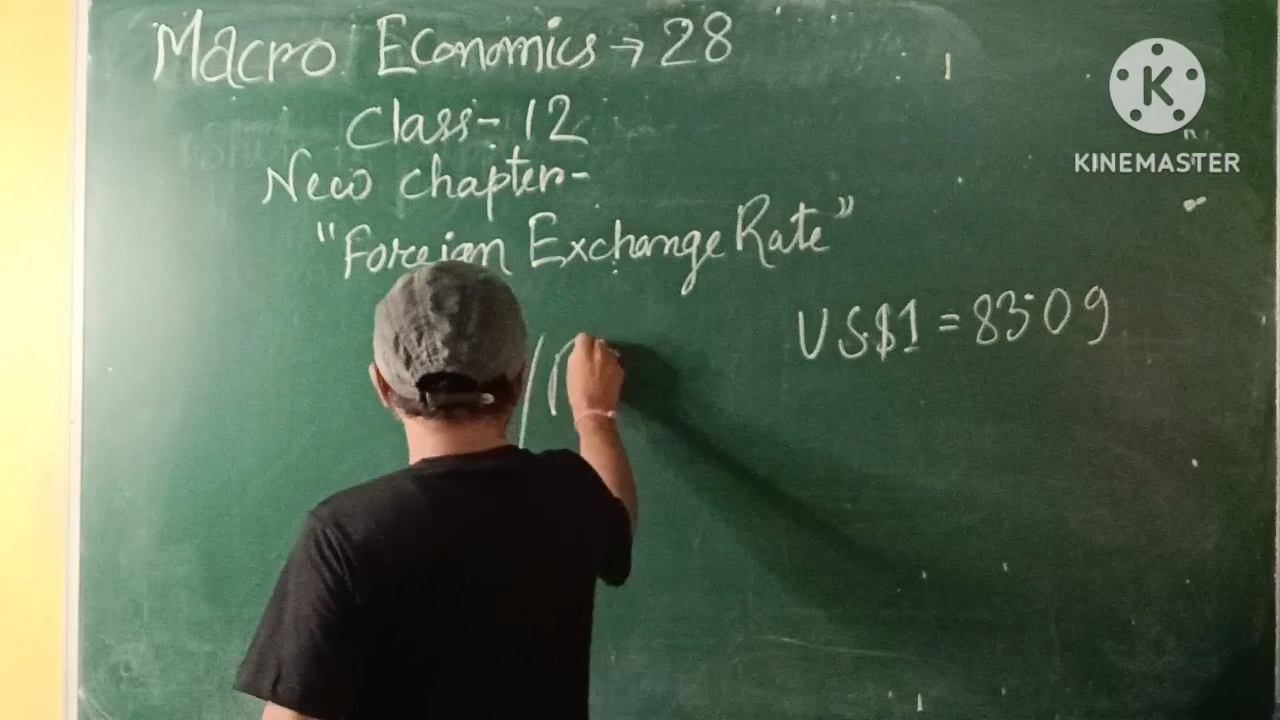 Macro Economics → 28
Class - 12
New chapter -
"Foreign Exchange Rate"
US$1 = 83.09
KINEMASTER